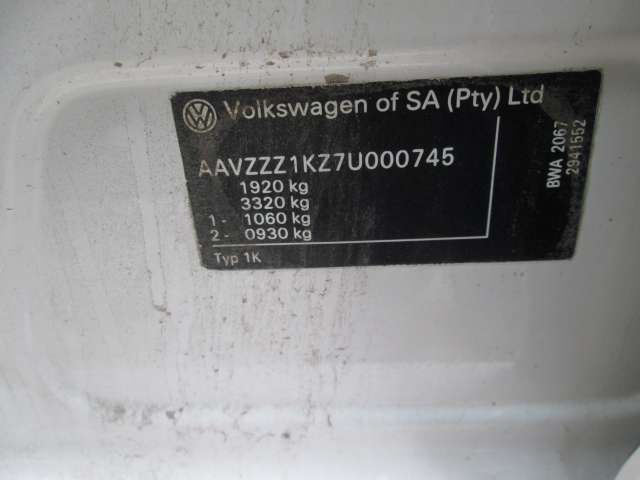 Volkswagen of SA (Pty) Ltd
AAVZZZ1KZ7U000745
1920 kg
3320 kg
1 - 1060 kg
2 - 0930 kg
Typ 1K
BWA 2067
2941552